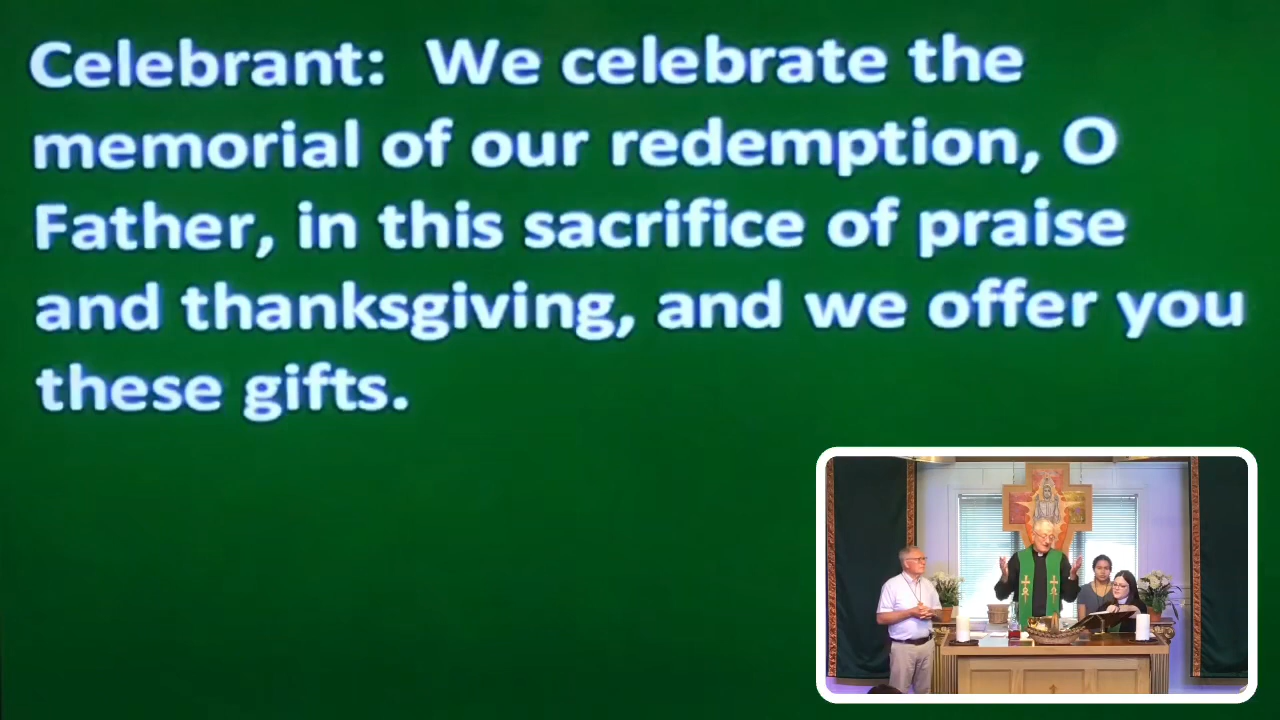 Celebrant:  We celebrate the
memorial of our redemption, O
Father, in this sacrifice of praise
and thanksgiving, and we offer you
these gifts.